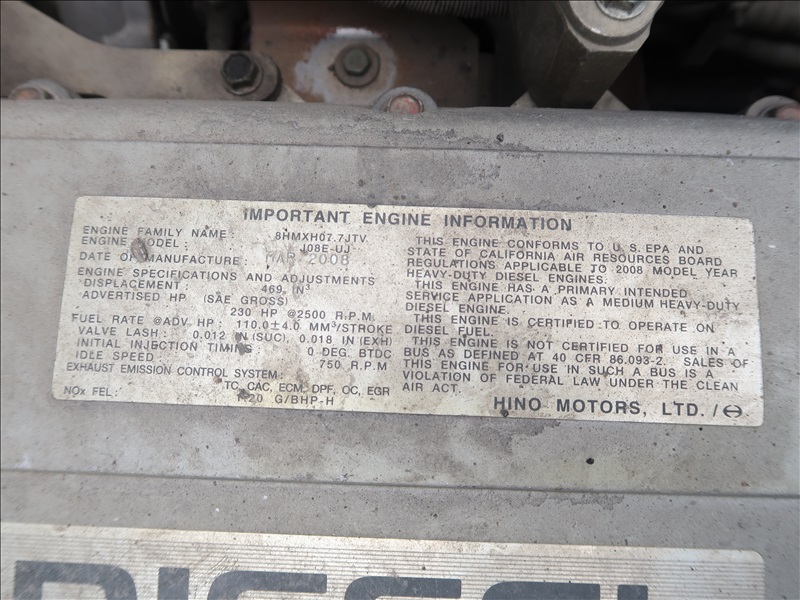 IMPORTANT ENGINE INFORMATION
ENGINE FAMILY NAME : 8HMXH07.7JTV
ENGINE MODEL : J08E-UJ
DATE OF MANUFACTURE : MAR 2008
ENGINE SPECIFICATIONS AND ADJUSTMENTS
DISPLACEMENT : 469 IN³
ADVERTISED HP (SAE GROSS)
230 HP @2500 R.P.M
FUEL RATE @ADV HP : 110.0±4.0 MM³/STROKE
VALVE LASH : 0.012 IN (SUC), 0.018 IN (EXH)
INITIAL INJECTION TIMING 0 DEG. BTDC
IDLE SPEED 750 R.P.M
EXHAUST EMISSION CONTROL SYSTEM :
TC, CAC, ECM, DPF, OC, EGR
NOx FEL : 1.20 G/BHP-H
THIS ENGINE CONFORMS TO U.S.EPA AND
STATE OF CALIFORNIA AIR RESOURCES BOARD
REGULATIONS APPLICABLE TO 2008 MODEL YEAR
HEAVY-DUTY DIESEL ENGINES.
THIS ENGINE HAS A PRIMARY INTENDED
SERVICE APPLICATION AS A MEDIUM HEAVY-DUTY
DIESEL ENGINE.
THIS ENGINE IS CERTIFIED TO OPERATE ON
DIESEL FUEL.
THIS ENGINE IS NOT CERTIFIED FOR USE IN A
BUS AS DEFINED AT 40 CFR 86.093-2. SALES OF
THIS ENGINE FOR USE IN SUCH A BUS IS A
VIOLATION OF FEDERAL LAW UNDER THE CLEAN
AIR ACT.
HINO MOTORS, LTD. /
DIESEL